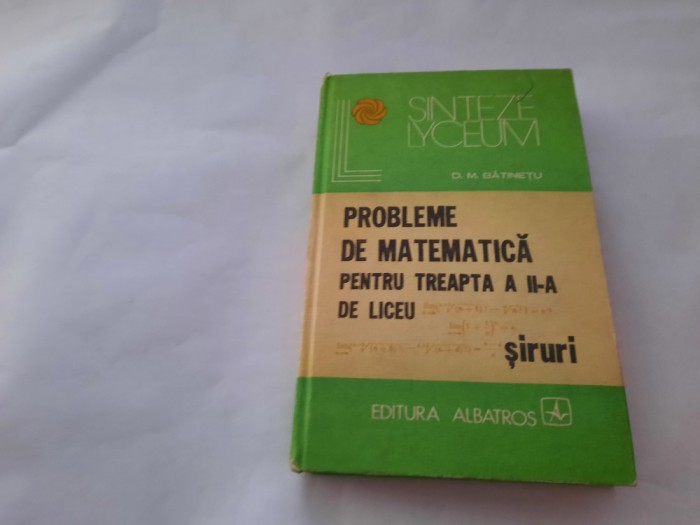 SINTEZE
LYCEUM
D. M. BĂTINEȚU
PROBLEME
DE MATEMATICĂ
PENTRU TREAPTA A II-A
DE LICEU
șiruri
EDITURA ALBATROS